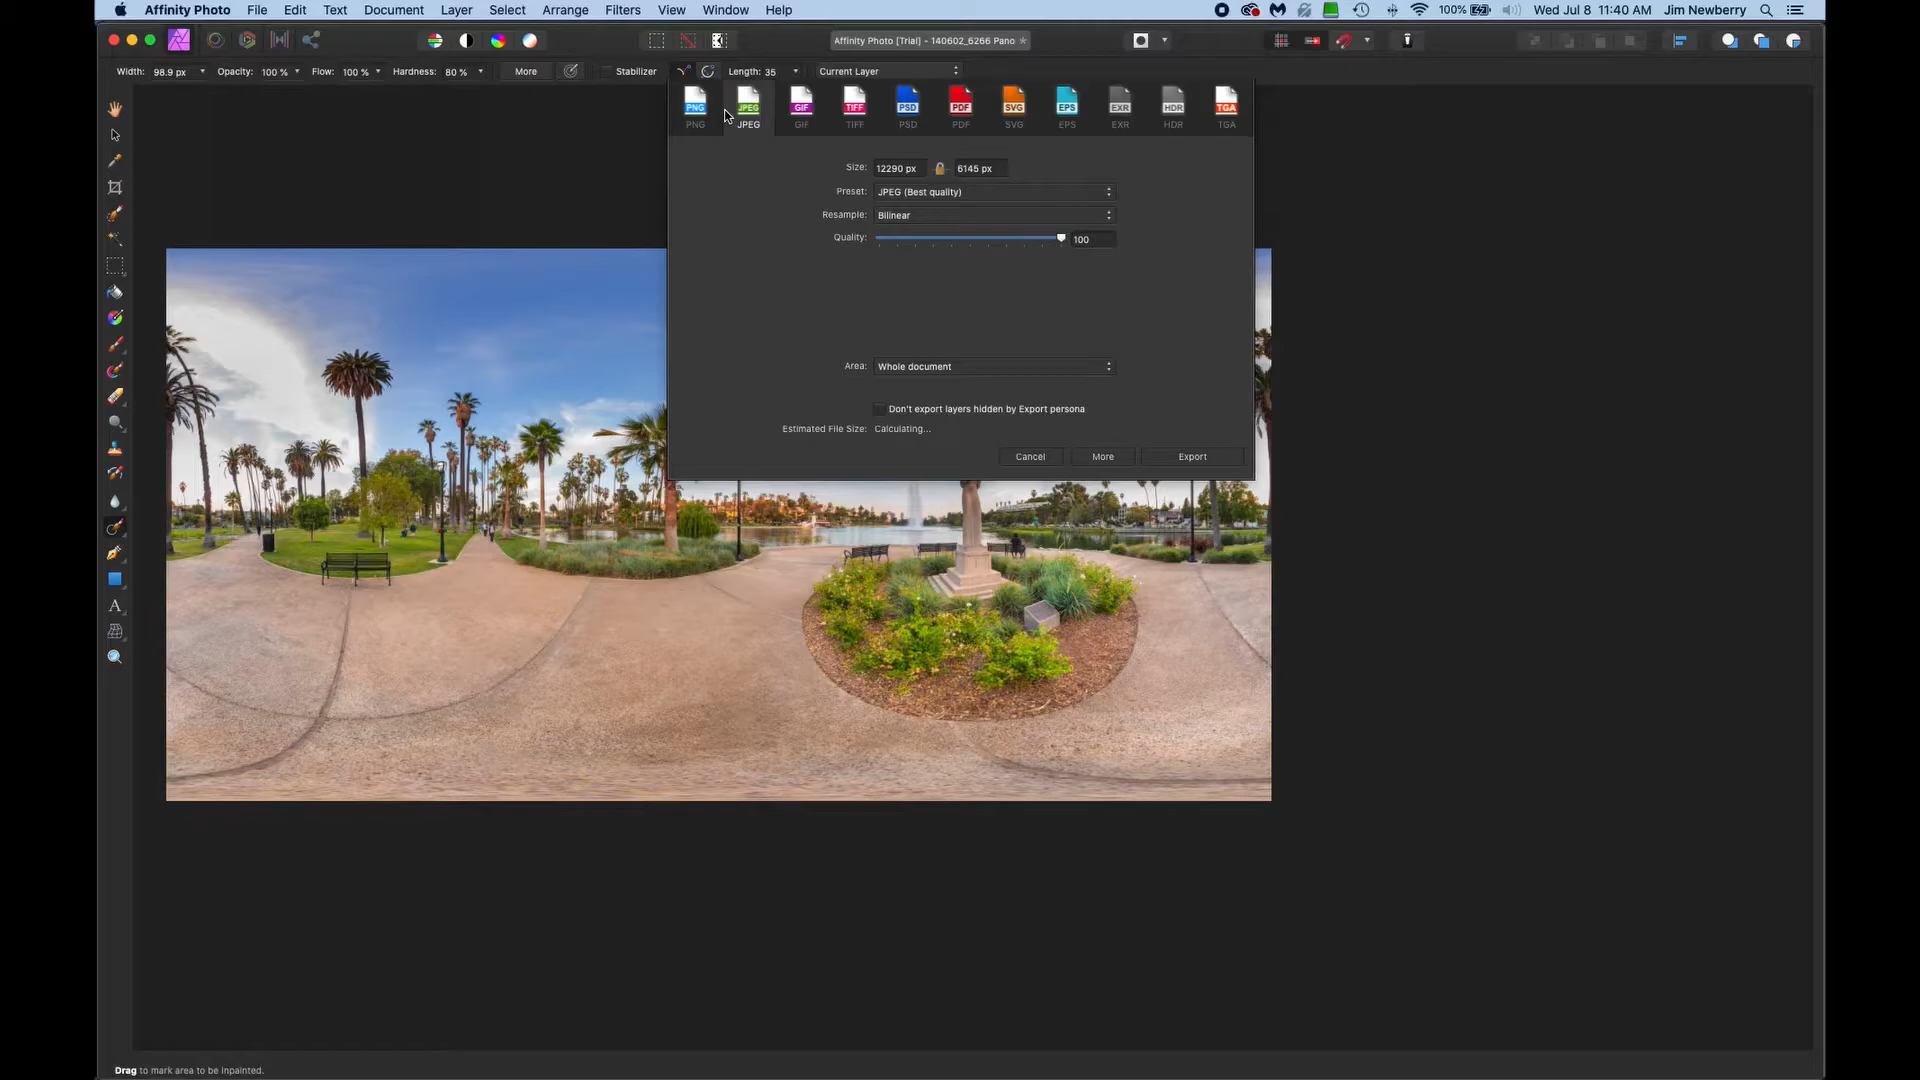 Affinity Photo File Edit Text Document Layer Select Arrange Filters View Window Help 100% Wed Jul 8 11:40 AM Jim Newberry
Affinity Photo [Trial] - 140602_6266 Pano
Width: 98.9 px Opacity: 100 % Flow: 100 % Hardness: 80 % More Stabilizer Length: 35 Current Layer
PNG JPEG GIF TIFF PSD PDF SVG EPS EXR HDR TGA
PNG JPEG GIF TIFF PSD PDF SVG EPS EXR HDR TGA
Size: 12290 px 6145 px
Preset: JPEG (Best quality)
Resample: Bilinear
Quality: 100
Area: Whole document
Don't export layers hidden by Export persona
Estimated File Size: Calculating...
Cancel More Export
A
Drag to mark area to be inpainted.